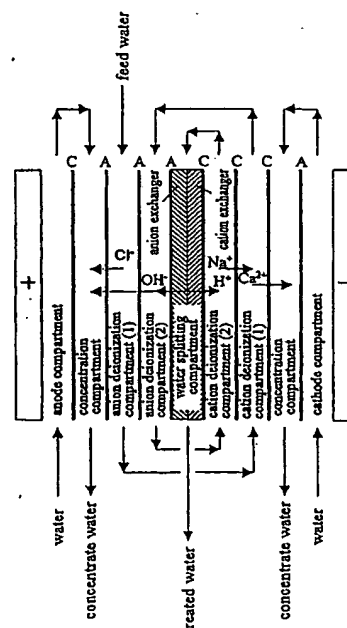 feed water
C A A A C C C A
+
−
anion exchanger
cation exchanger
Cl⁻
OH⁻
Na⁺
H⁺
Ca²⁺
anode compartment
concentration
compartment
anion deionization
compartment (1)
anion deionization
compartment (2)
water splitting
compartment
cation deionization
compartment (2)
cation deionization
compartment (1)
concentration
compartment
cathode compartment
water
concentrate water
treated water
concentrate water
water